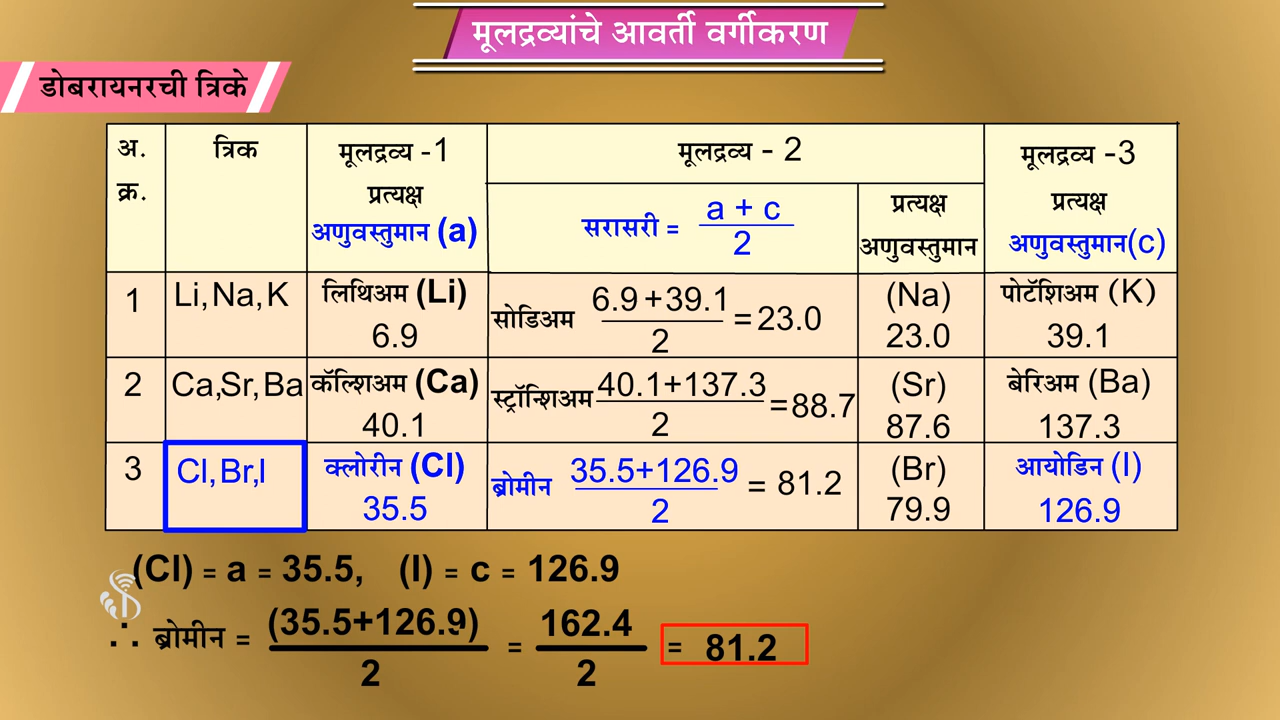 मूलद्रव्यांचे आवर्ती वर्गीकरण
डोबरायनरची त्रिके
अ. क्र.
त्रिक
मूलद्रव्य -1
प्रत्यक्ष
अणुवस्तुमान (a)
मूलद्रव्य - 2
सरासरी = a + c / 2
प्रत्यक्ष
अणुवस्तुमान
मूलद्रव्य -3
प्रत्यक्ष
अणुवस्तुमान(c)
1
Li,Na,K
लिथिअम (Li)
6.9
सोडिअम 6.9+39.1 / 2 = 23.0
(Na)
23.0
पोटॅशिअम (K)
39.1
2
Ca,Sr,Ba
कॅल्शिअम (Ca)
40.1
स्ट्रॉन्शिअम 40.1+137.3 / 2 = 88.7
(Sr)
87.6
बेरिअम (Ba)
137.3
3
Cl,Br,I
क्लोरीन (Cl)
35.5
ब्रोमीन 35.5+126.9 / 2 = 81.2
(Br)
79.9
आयोडिन (I)
126.9
(Cl) = a = 35.5, (I) = c = 126.9
∴ ब्रोमीन = (35.5+126.9) / 2 = 162.4 / 2 = 81.2